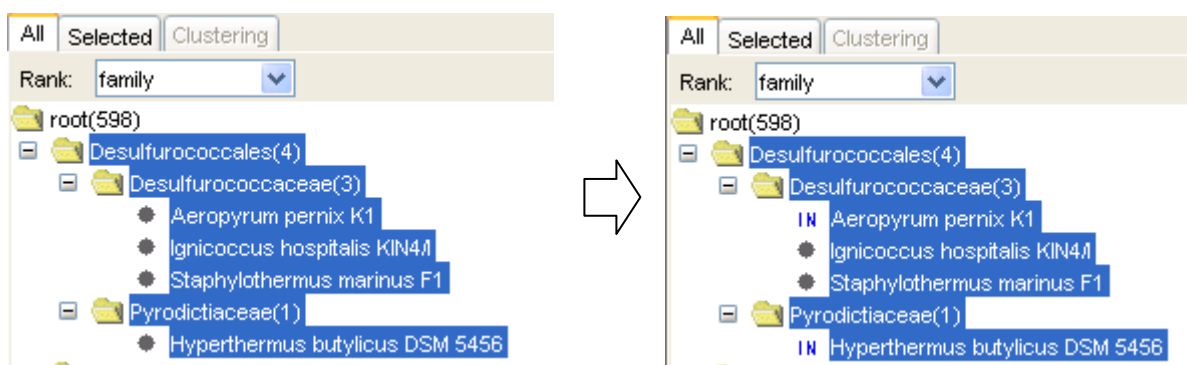 All Selected Clustering
Rank: family
root(598)
Desulfurococcales(4)
Desulfurococcaceae(3)
Aeropyrum pernix K1
Ignicoccus hospitalis KIN4/I
Staphylothermus marinus F1
Pyrodictiaceae(1)
Hyperthermus butylicus DSM 5456
All Selected Clustering
Rank: family
root(598)
Desulfurococcales(4)
Desulfurococcaceae(3)
IN Aeropyrum pernix K1
Ignicoccus hospitalis KIN4/I
Staphylothermus marinus F1
Pyrodictiaceae(1)
IN Hyperthermus butylicus DSM 5456